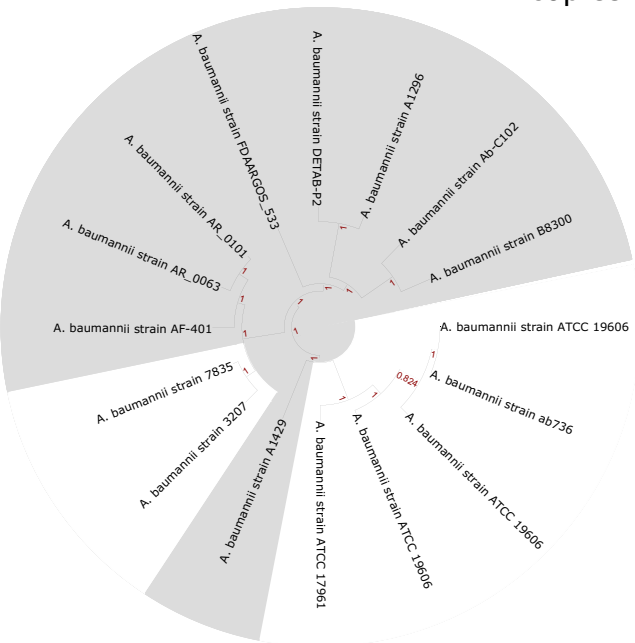 A. baumannii strain FDAARGOS_533
A. baumannii strain DETAB-P2
A. baumannii strain A1296
A. baumannii strain Ab-C102
A. baumannii strain B8300
A. baumannii strain ATCC 19606
A. baumannii strain ab736
A. baumannii strain ATCC 19606
A. baumannii strain ATCC 19606
A. baumannii strain ATCC 17961
A. baumannii strain A1429
A. baumannii strain 3207
A. baumannii strain 7835
A. baumannii strain AF-401
A. baumannii strain AR_0063
A. baumannii strain AR_0101
1
1
1
1
1
1
1
1
1
1
1
1
1
0.824
1